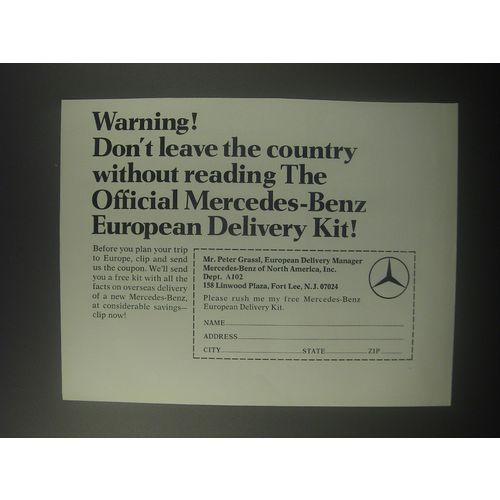 Warning!
Don't leave the country
without reading The
Official Mercedes-Benz
European Delivery Kit!
Before you plan your trip
to Europe, clip and send
us the coupon. We'll send
you a free kit with all the
facts on overseas delivery
of a new Mercedes-Benz,
at considerable savings—
clip now!
Mr. Peter Grassl, European Delivery Manager
Mercedes-Benz of North America, Inc.
Dept. A102
158 Linwood Plaza, Fort Lee, N.J. 07024
Please rush me my free Mercedes-Benz
European Delivery Kit.
NAME
ADDRESS
CITY STATE ZIP